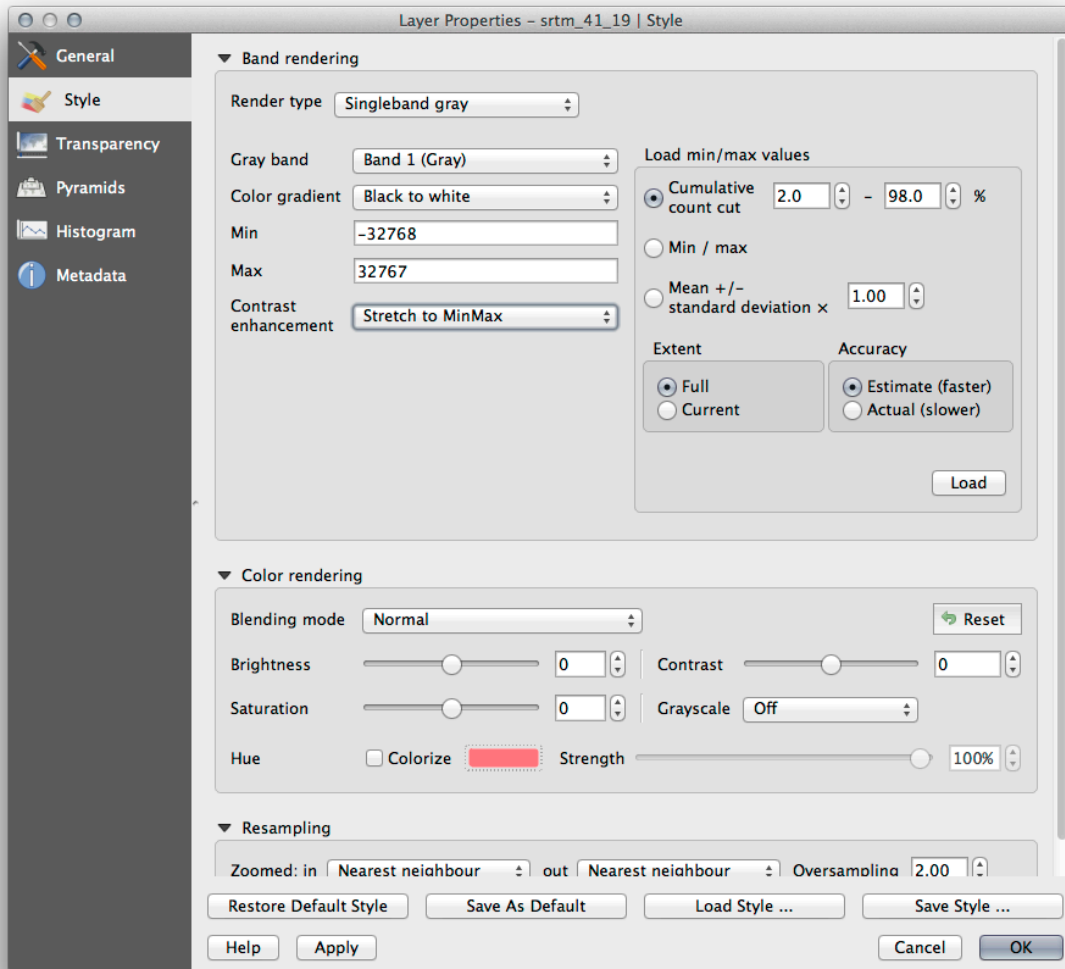 Layer Properties – srtm_41_19 | Style
General
Style
Transparency
Pyramids
Histogram
Metadata
Band rendering
Render type Singleband gray
Gray band Band 1 (Gray)
Color gradient Black to white
Min -32768
Max 32767
Contrast
enhancement Stretch to MinMax
Load min/max values
Cumulative
count cut 2.0 – 98.0 %
Min / max
Mean +/-
standard deviation × 1.00
Extent
Full
Current
Accuracy
Estimate (faster)
Actual (slower)
Load
Color rendering
Blending mode Normal Reset
Brightness 0 Contrast 0
Saturation 0 Grayscale Off
Hue Colorize Strength 100%
Resampling
Zoomed: in Nearest neighbour out Nearest neighbour Oversampling 2.00
Restore Default Style Save As Default Load Style ... Save Style ...
Help Apply Cancel OK